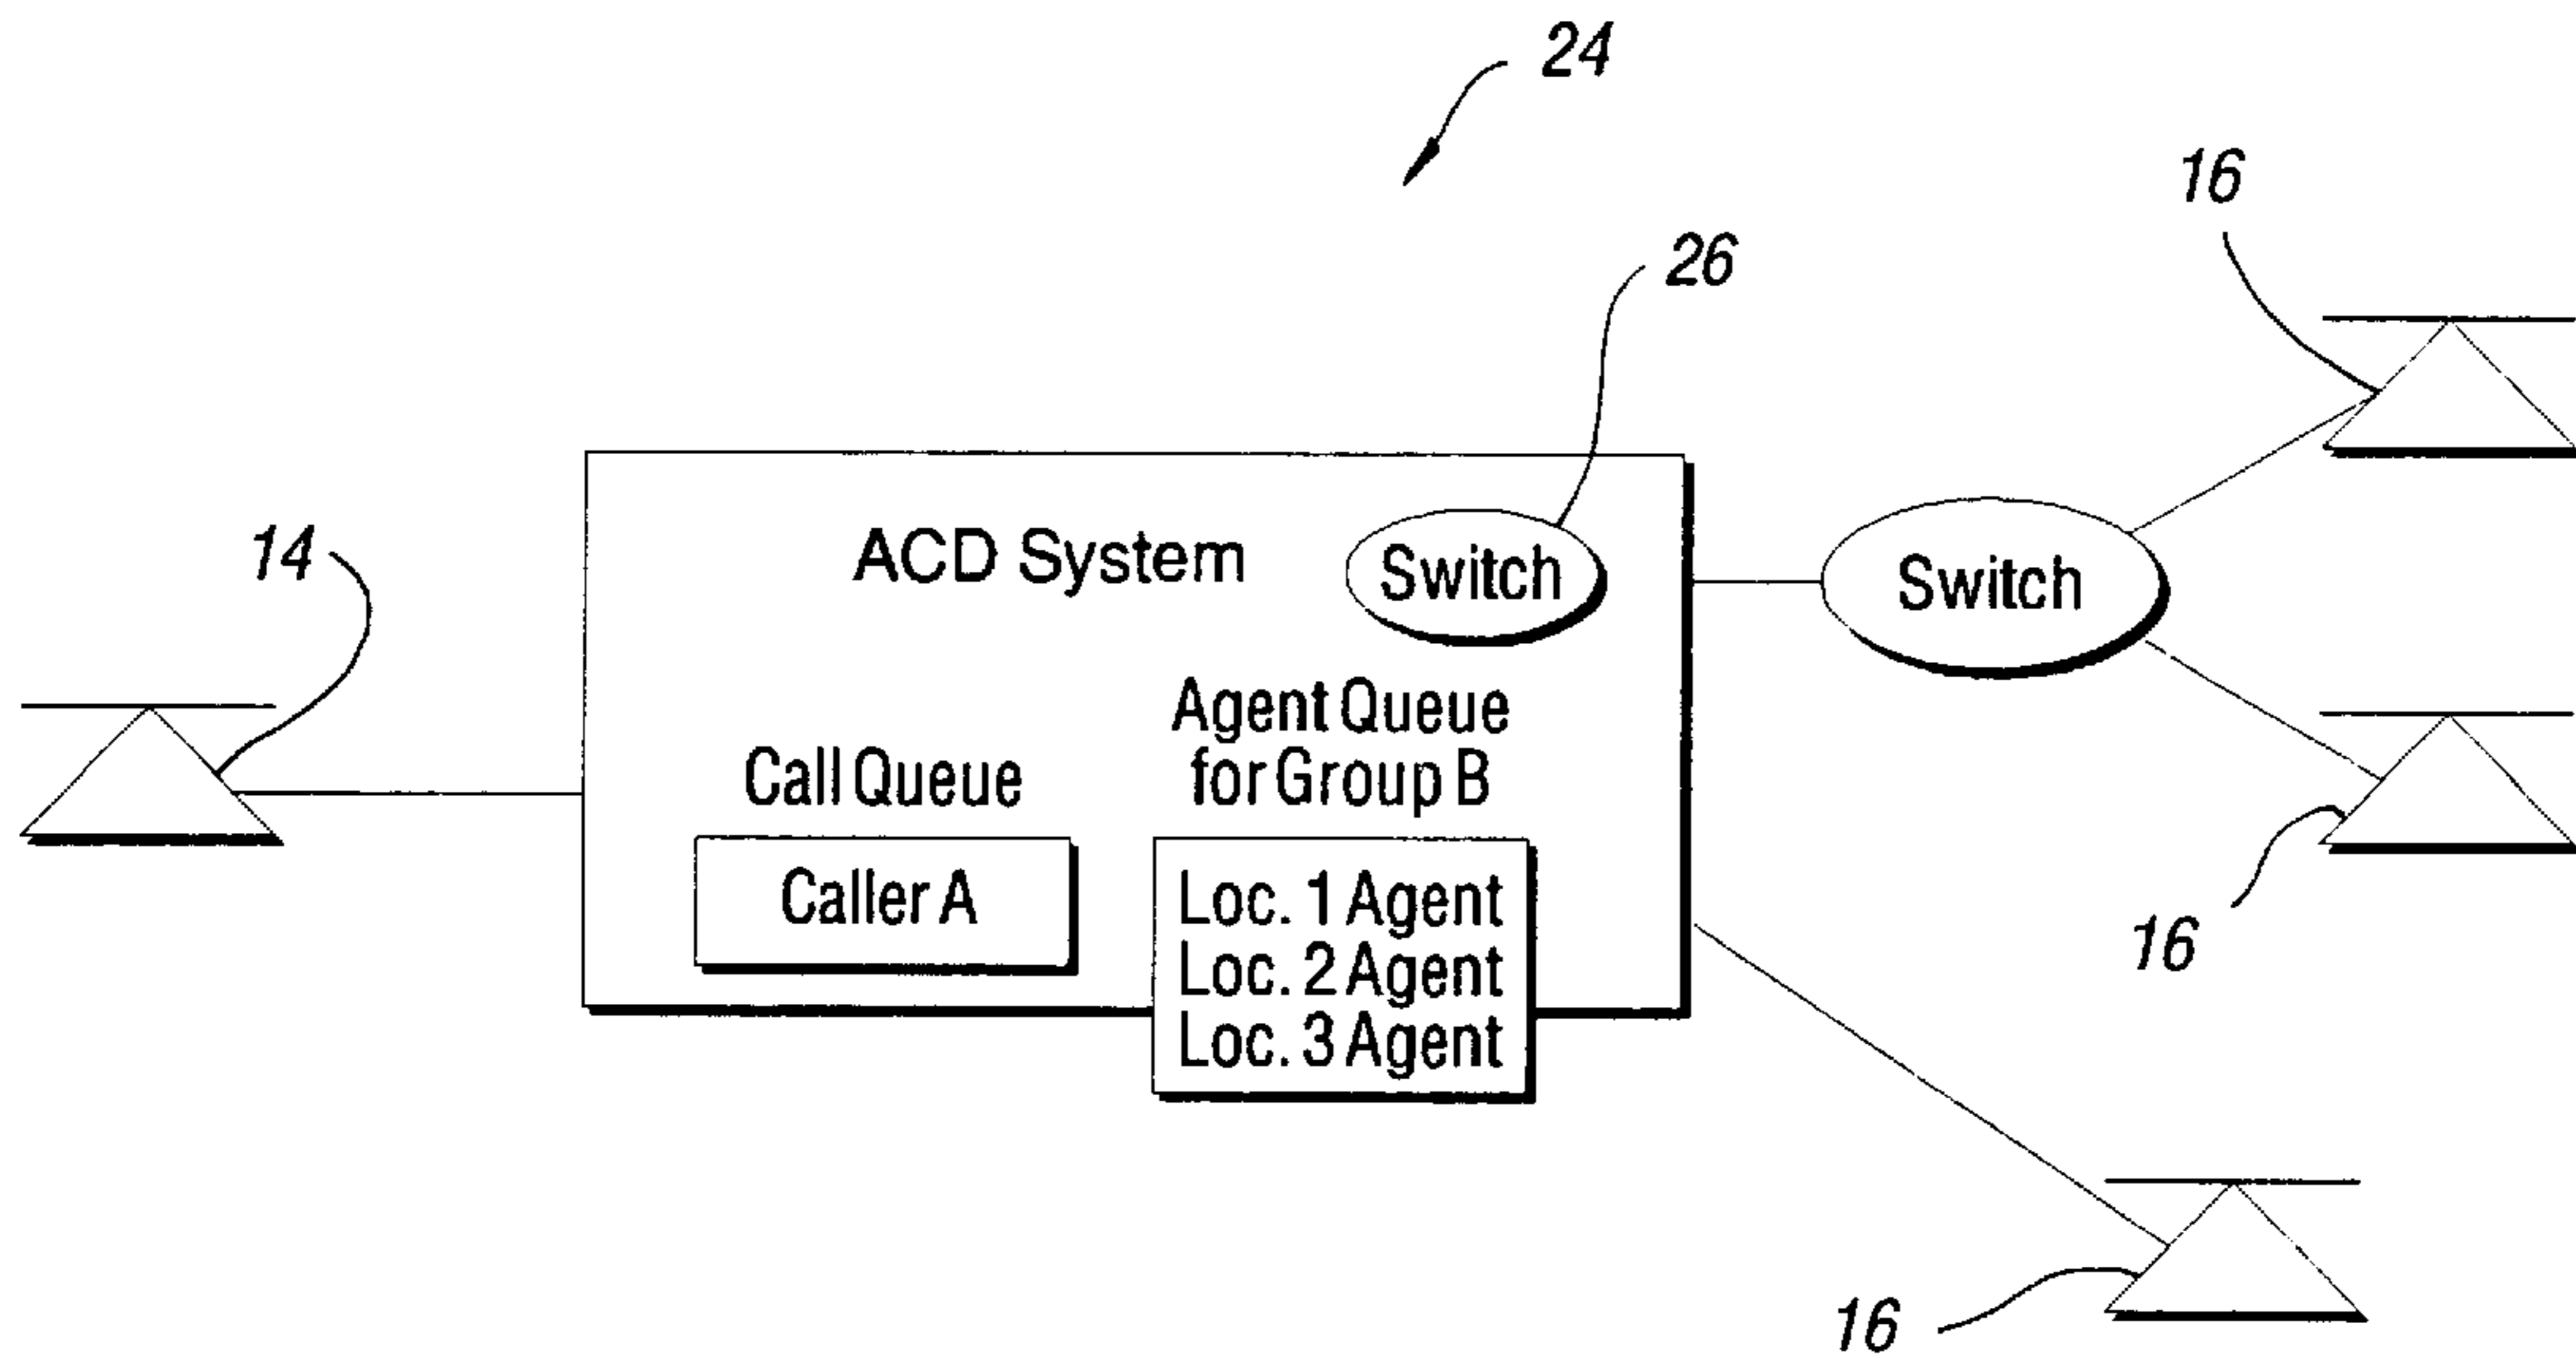 24
16
26
14
ACD System
Switch
Switch
Agent Queue
for Group B
Call Queue
Caller A
Loc. 1 Agent
Loc. 2 Agent
Loc. 3 Agent
16
16